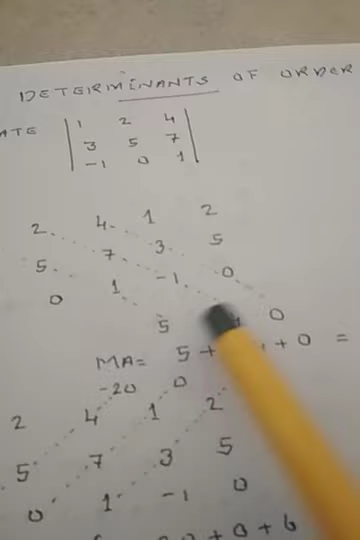 DETERMINANTS OF ORDER
ATE | 1 2 4 |
| 3 5 7 |
| -1 0 1 |
2 4 1 2
5 7 3 5
0 1 -1 0
5 0
MA= 5 + + 0 =
-20 0
2 4 1 2
5 7 3 5
0 1 -1 0
+ 0 + 6